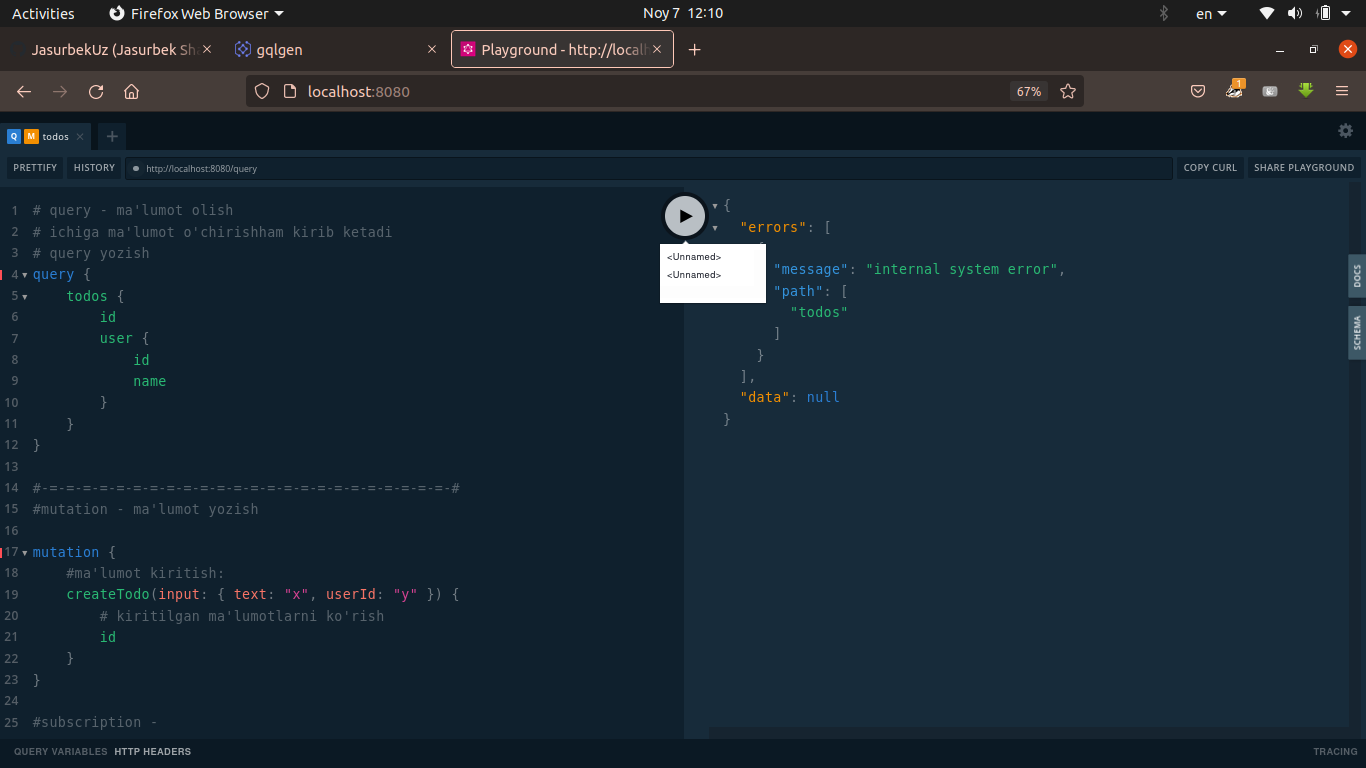 Activities Firefox Web Browser Noy 7 12:10 en
JasurbekUz (Jasurbek Sh gqlgen Playground - http://localh
localhost:8080 67% 1
Q M todos
PRETTIFY HISTORY http://localhost:8080/query COPY CURL SHARE PLAYGROUND
1 # query - ma'lumot olish
2 # ichiga ma'lumot o'chirishham kirib ketadi
3 # query yozish
4 query {
5 todos {
6 id
7 user {
8 id
9 name
10 }
11 }
12 }
13
14 #-=-=-=-=-=-=-=-=-=-=-=-=-=-=-=-=-=-=-=-=-=-=-=-=-#
15 #mutation - ma'lumot yozish
16
17 mutation {
18 #ma'lumot kiritish:
19 createTodo(input: { text: "x", userId: "y" }) {
20 # kiritilgan ma'lumotlarni ko'rish
21 id
22 }
23 }
24
25 #subscription -
<Unnamed>
<Unnamed>
{
"errors": [
{
"message": "internal system error",
"path": [
"todos"
]
}
],
"data": null
}
DOCS
SCHEMA
QUERY VARIABLES HTTP HEADERS TRACING